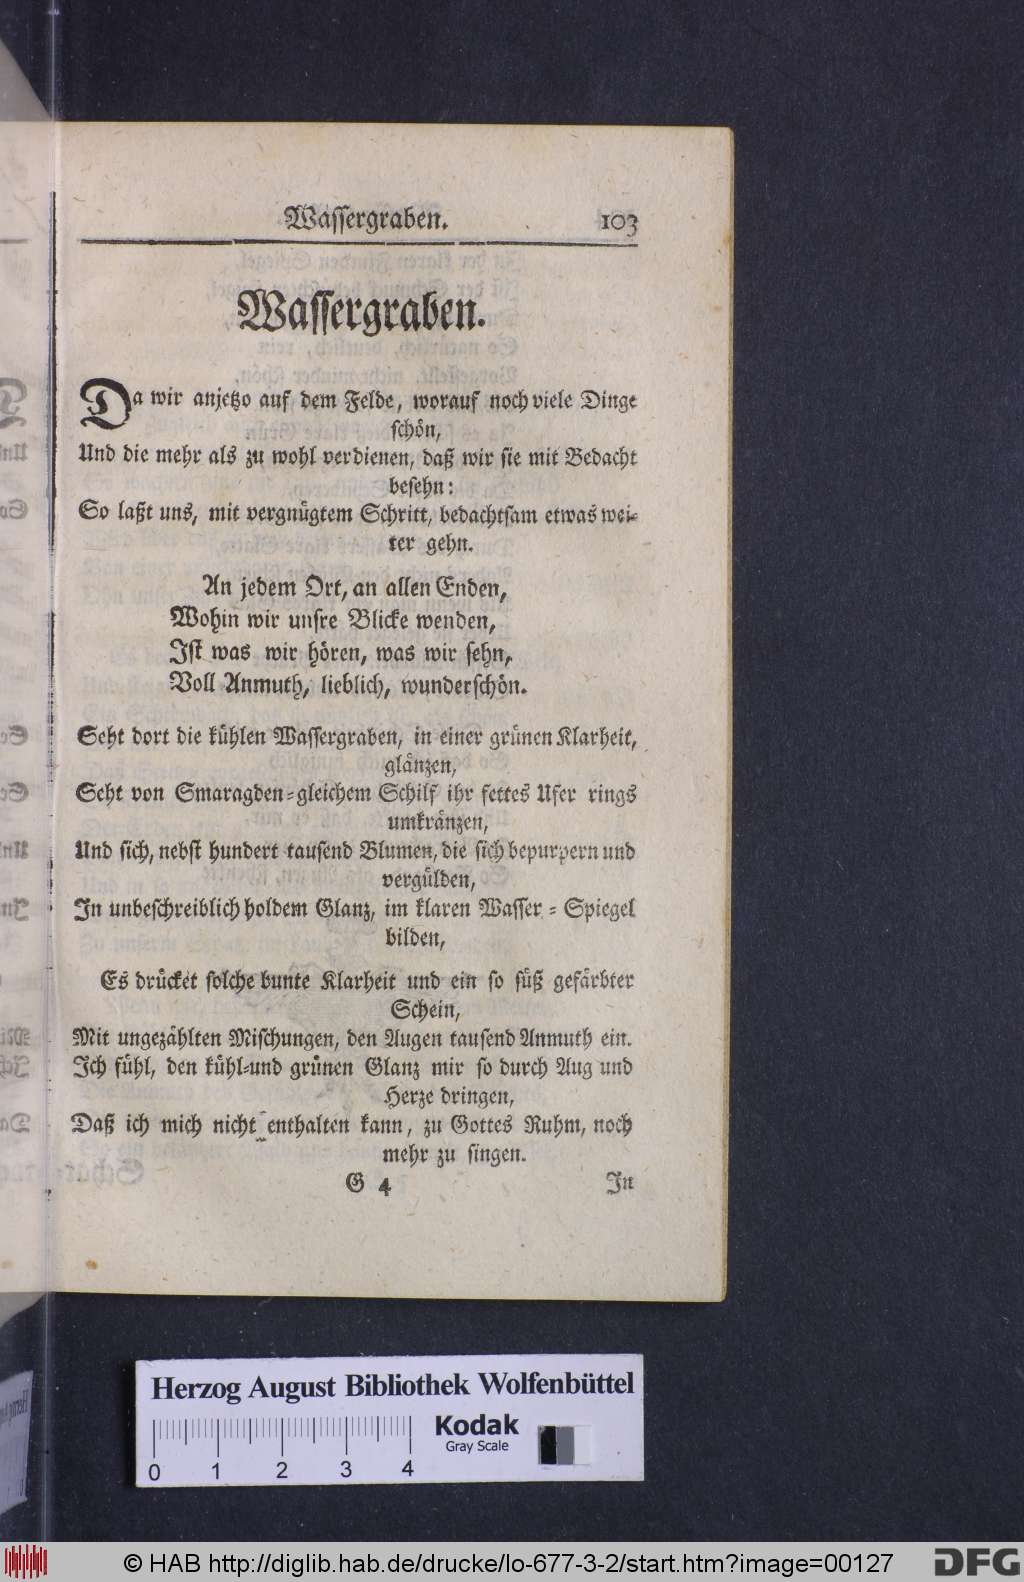 Wassergraben. 103
Wassergraben.
Da wir anjetzo auf dem Felde, worauf noch viele Dinge
schön,
Und die mehr als zu wohl verdienen, daß wir sie mit Bedacht
besehn:
So laßt uns, mit vergnügtem Schritt, bedachtsam etwas wei-
ter gehn.
An jedem Ort, an allen Enden,
Wohin wir unsre Blicke wenden,
Ist was wir hören, was wir sehn,
Voll Anmuth, lieblich, wunderschön.
Seht dort die kühlen Wassergraben, in einer grünen Klarheit,
glänzen,
Seht von Smaragden-gleichem Schilf ihr fettes Ufer rings
umkränzen,
Und sich, nebst hundert tausend Blumen, die sich bepurpern und
vergülden,
In unbeschreiblich holdem Glanz, im klaren Wasser-Spiegel
bilden,
Es drücket solche bunte Klarheit und ein so süß gefärbter
Schein,
Mit ungezählten Mischungen, den Augen tausend Anmuth ein.
Ich fühl, den kühl-und grünen Glanz mir so durch Aug und
Herze dringen,
Daß ich mich nicht enthalten kann, zu Gottes Ruhm, noch
mehr zu singen.
G 4 In
Herzog August Bibliothek Wolfenbüttel
Kodak
Gray Scale
0 1 2 3 4
© HAB http://diglib.hab.de/drucke/lo-677-3-2/start.htm?image=00127
DFG